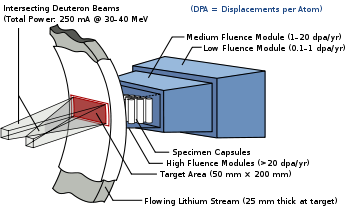 Intersecting Deuteron Beams
(Total Power: 250 mA @ 30-40 MeV
(DPA = Displacements per Atom)
Medium Fluence Module (1–20 dpa/yr)
Low Fluence Module (0.1–1 dpa/yr)
Specimen Capsules
High Fluence Modules (>20 dpa/yr)
Target Area (50 mm × 200 mm)
Flowing Lithium Stream (25 mm thick at target)